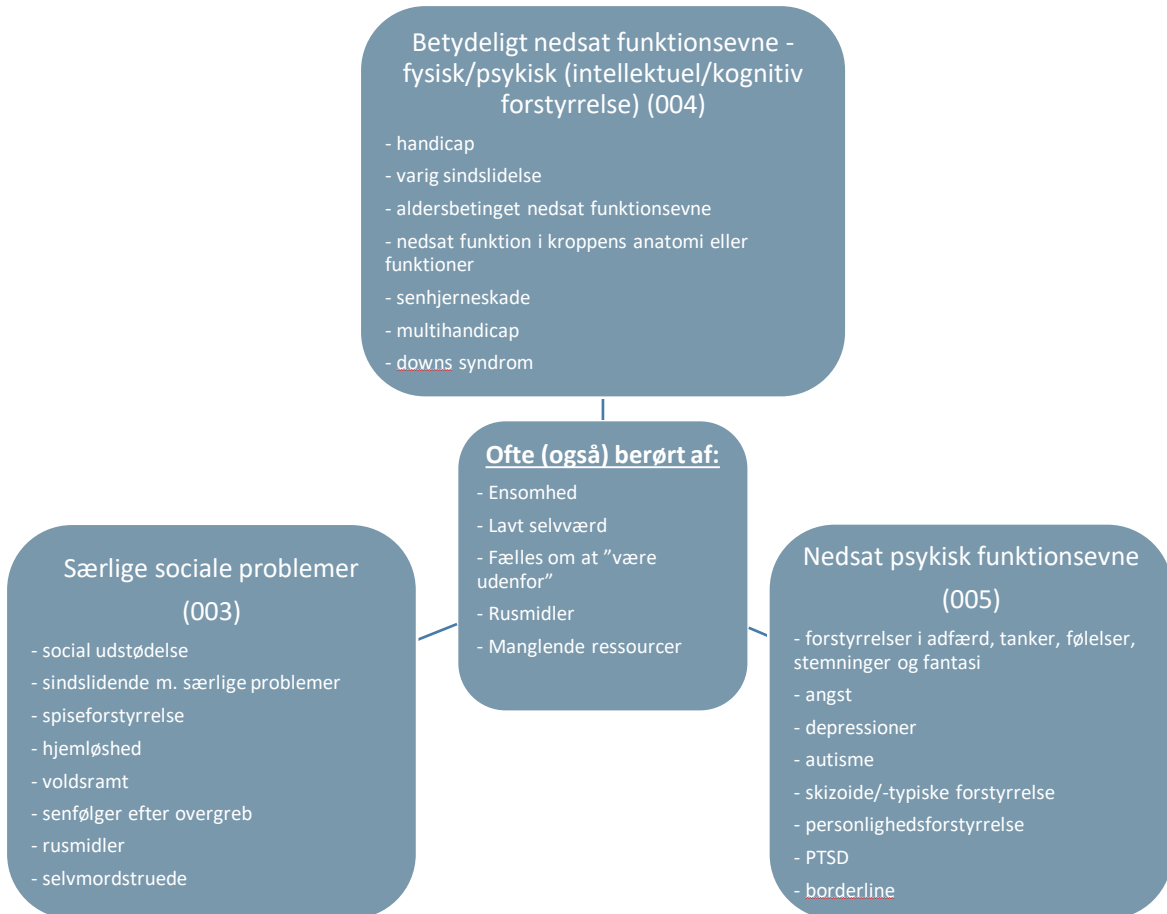 Betydeligt nedsat funktionsevne -
fysisk/psykisk (intellektuel/kognitiv
forstyrrelse) (004)
- handicap
- varig sindslidelse
- aldersbetinget nedsat funktionsevne
- nedsat funktion i kroppens anatomi eller
funktioner
- senhjerneskade
- multihandicap
- downs syndrom
Ofte (også) berørt af:
- Ensomhed
- Lavt selvværd
- Fælles om at ”være
udenfor”
- Rusmidler
- Manglende ressourcer
Særlige sociale problemer
(003)
- social udstødelse
- sindslidende m. særlige problemer
- spiseforstyrrelse
- hjemløshed
- voldsramt
- senfølger efter overgreb
- rusmidler
- selvmordstruede
Nedsat psykisk funktionsevne
(005)
- forstyrrelser i adfærd, tanker, følelser,
stemninger og fantasi
- angst
- depressioner
- autisme
- skizoide/-typiske forstyrrelse
- personlighedsforstyrrelse
- PTSD
- borderline